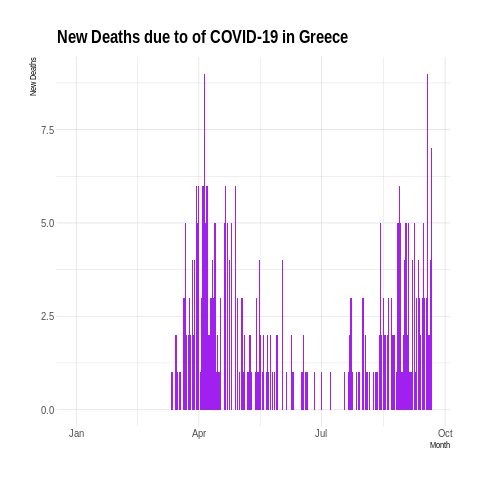 New Deaths due to of COVID-19 in Greece
New Deaths
7.5
5.0
2.5
0.0
Jan Apr Jul Oct
Month